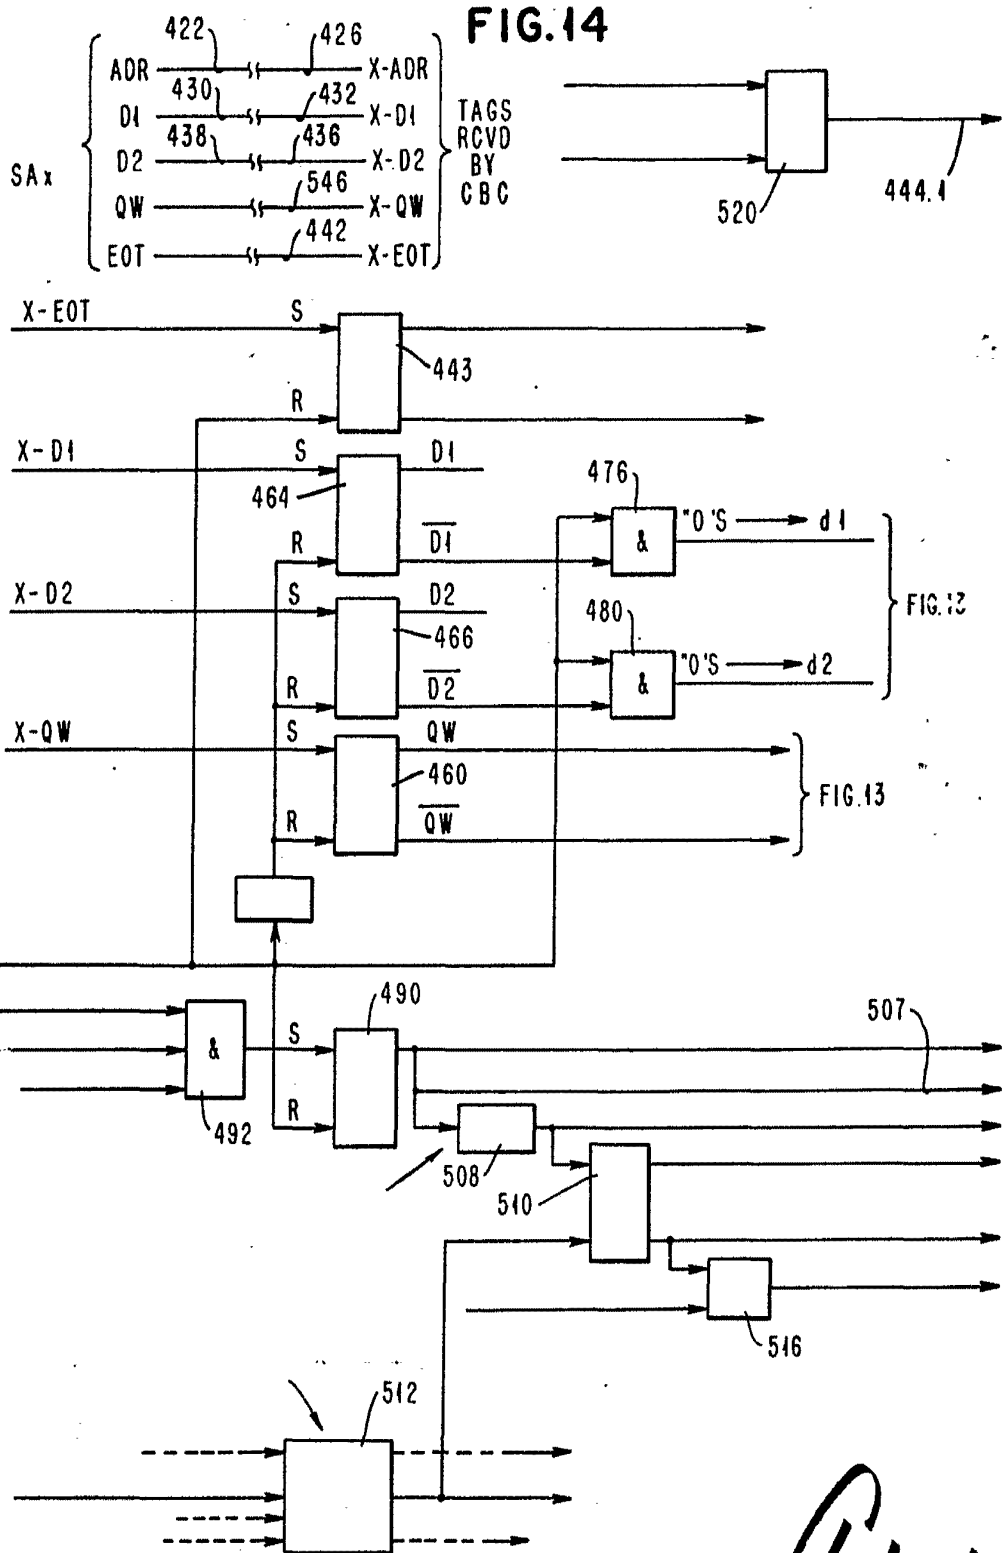 FIG.14
422 426
ADR X-ADR
430 432
D1 X-D1
438 436
D2 X-D2
546
QW X-QW
442
EOT X-EOT
SAx
TAGS
RCVD
BY
CBC
520
444.1
X-EOT S
443
R
X-D1 S D1
464
R D1
476
&
"O'S d1
X-D2 S D2
466
R D2
480
&
"O'S d2
FIG.13
X-QW S QW
460
R QW
FIG.13
490
&
S
R
492
507
508
510
516
512